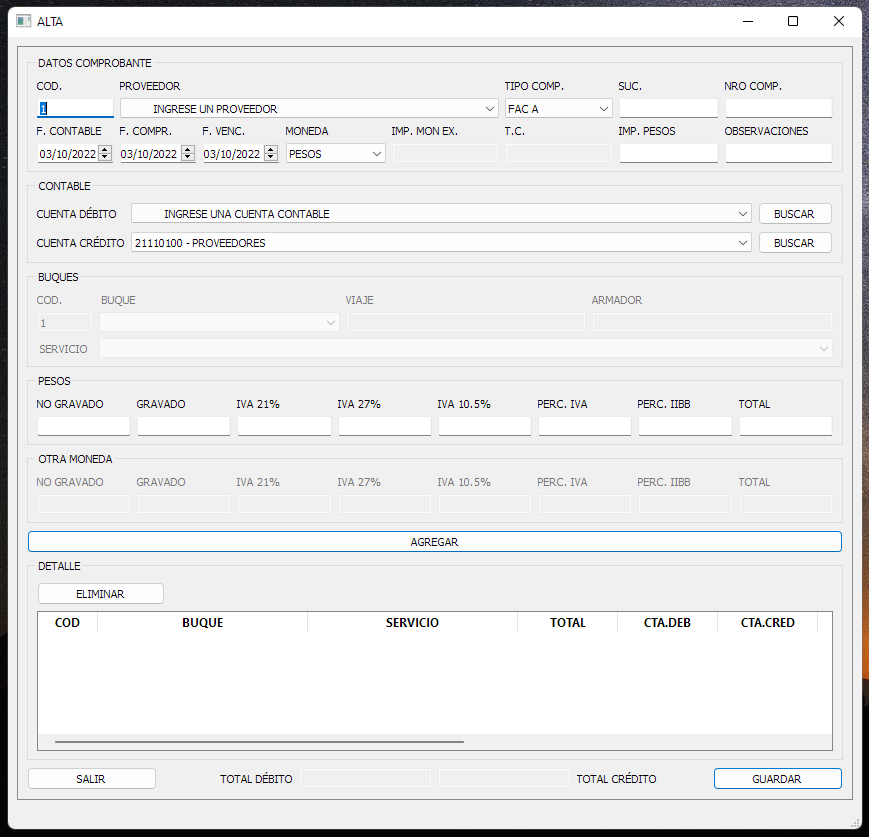 ALTA
DATOS COMPROBANTE
COD. PROVEEDOR TIPO COMP. SUC. NRO COMP.
1 INGRESE UN PROVEEDOR FAC A
F. CONTABLE F. COMPR. F. VENC. MONEDA IMP. MON EX. T.C. IMP. PESOS OBSERVACIONES
03/10/2022 03/10/2022 03/10/2022 PESOS
CONTABLE
CUENTA DÉBITO INGRESE UNA CUENTA CONTABLE BUSCAR
CUENTA CRÉDITO 21110100 - PROVEEDORES BUSCAR
BUQUES
COD. BUQUE VIAJE ARMADOR
1
SERVICIO
PESOS
NO GRAVADO GRAVADO IVA 21% IVA 27% IVA 10.5% PERC. IVA PERC. IIBB TOTAL
OTRA MONEDA
NO GRAVADO GRAVADO IVA 21% IVA 27% IVA 10.5% PERC. IVA PERC. IIBB TOTAL
AGREGAR
DETALLE
ELIMINAR
COD BUQUE SERVICIO TOTAL CTA.DEB CTA.CRED
SALIR TOTAL DÉBITO TOTAL CRÉDITO GUARDAR